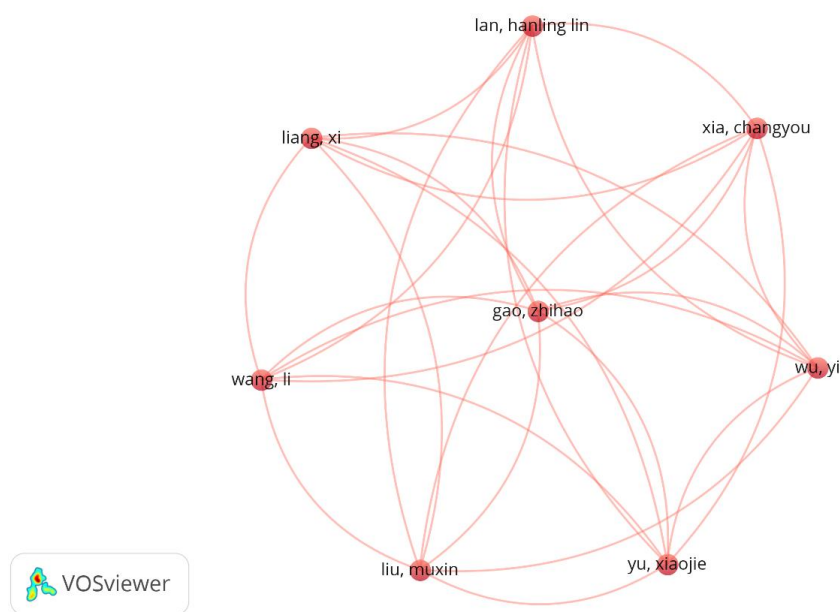 lan, hanling lin
xia, changyou
liang, xi
gao, zhihao
wu, yi
wang, li
yu, xiaojie
liu, muxin
VOSviewer